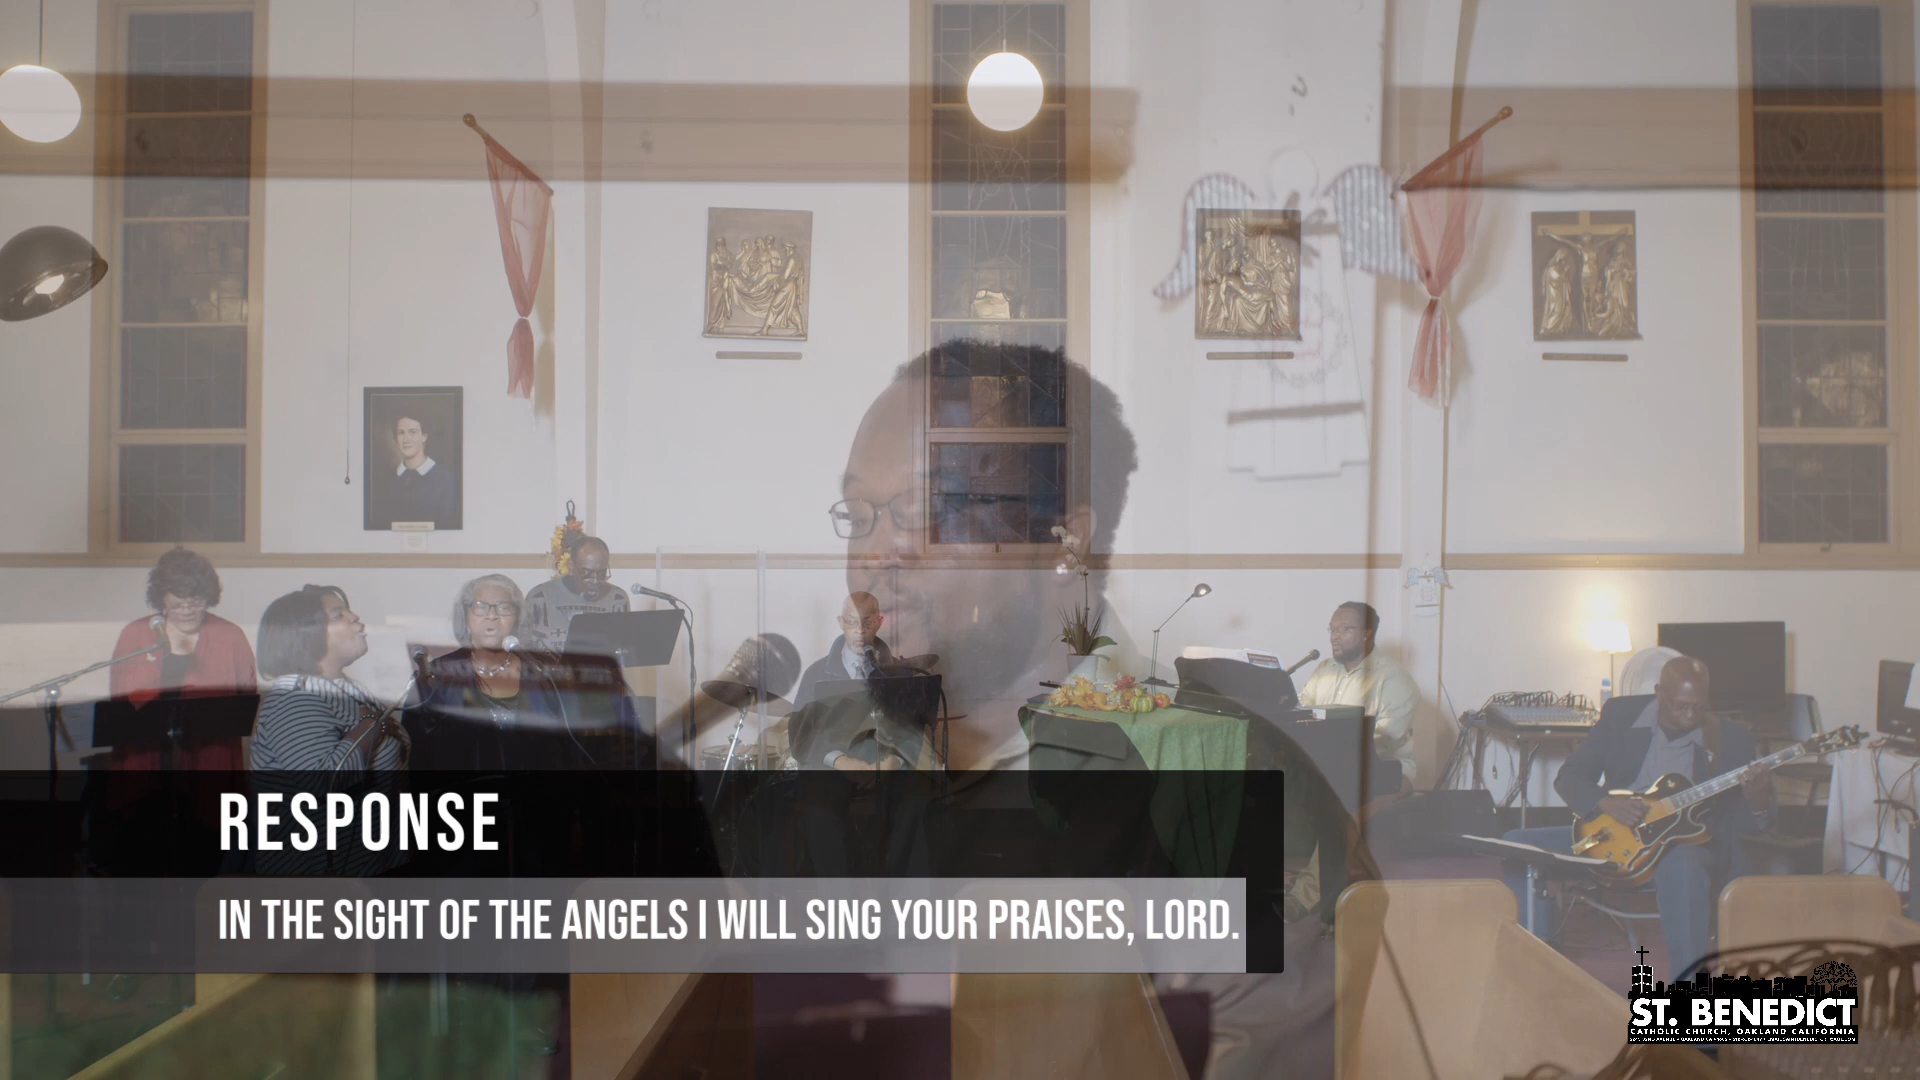 RESPONSE
IN THE SIGHT OF THE ANGELS I WILL SING YOUR PRAISES, LORD.
ST. BENEDICT
CATHOLIC CHURCH, OAKLAND CALIFORNIA